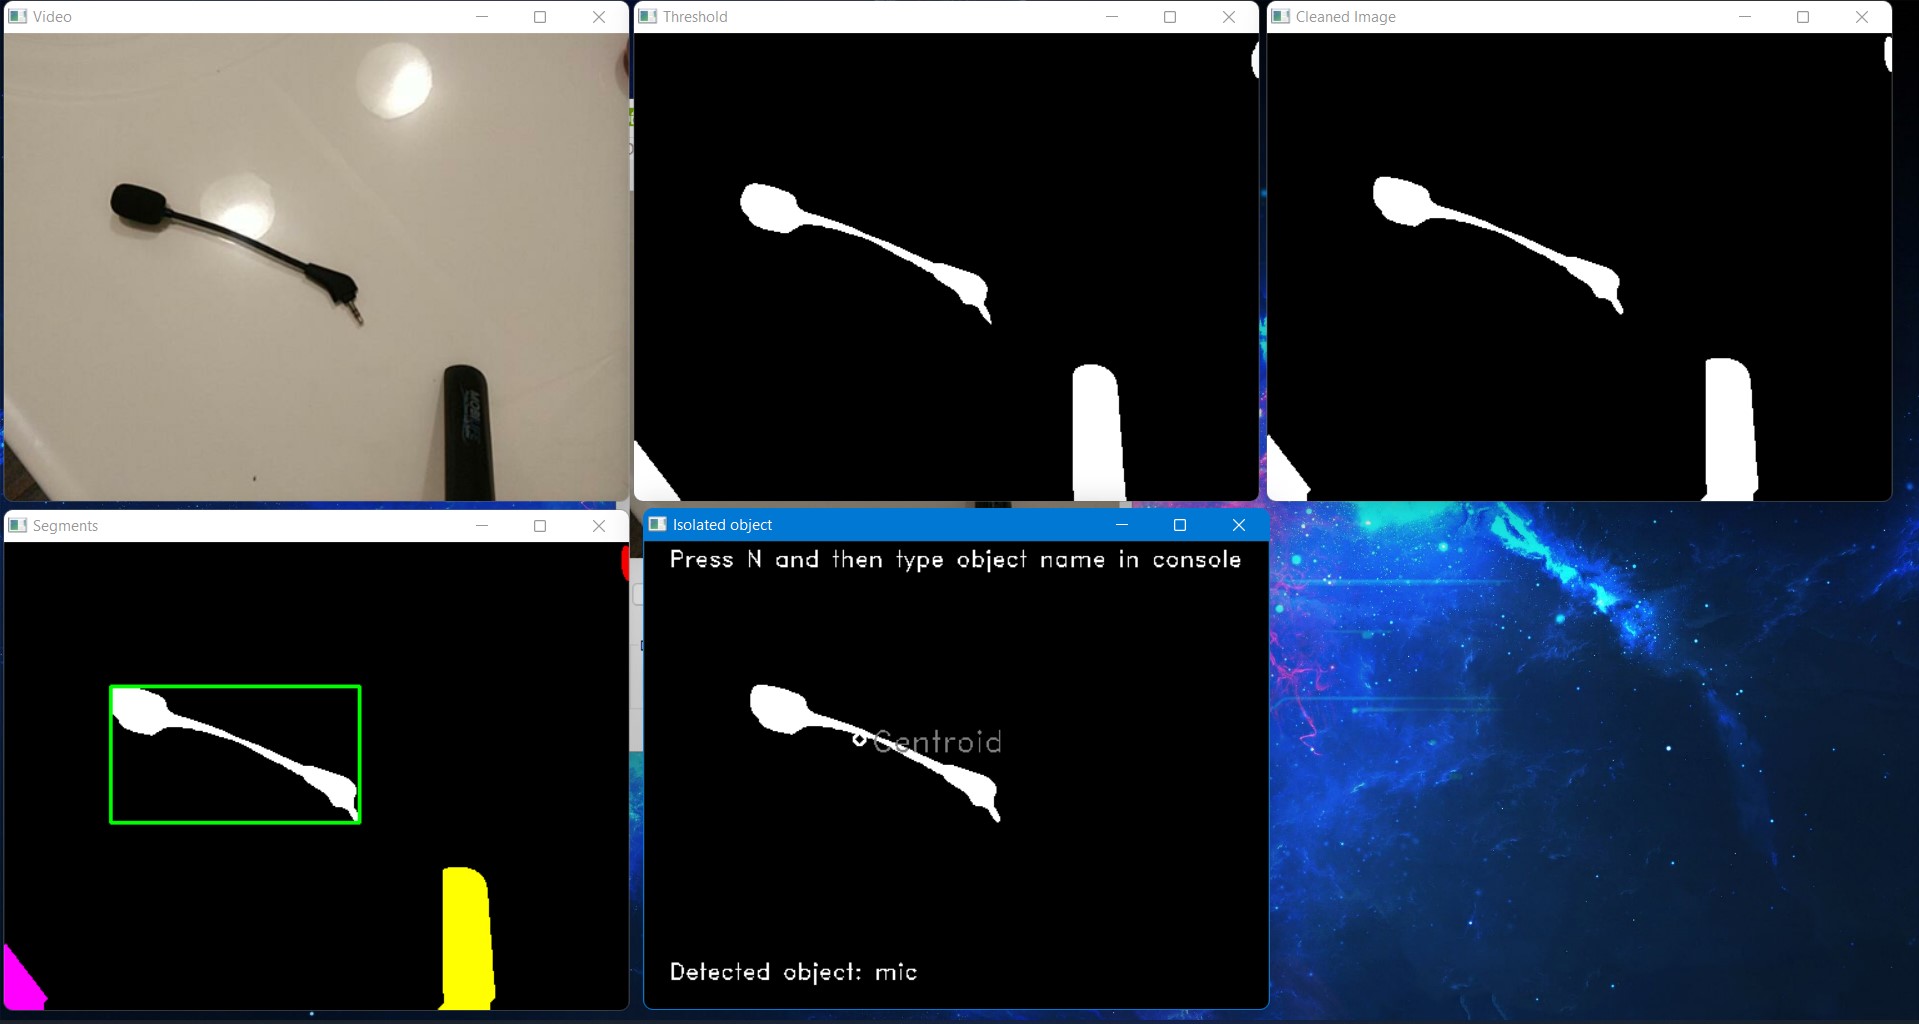 Video
Threshold
Cleaned Image
Segments
Isolated object
Press N and then type object name in console
Centroid
Detected object: mic